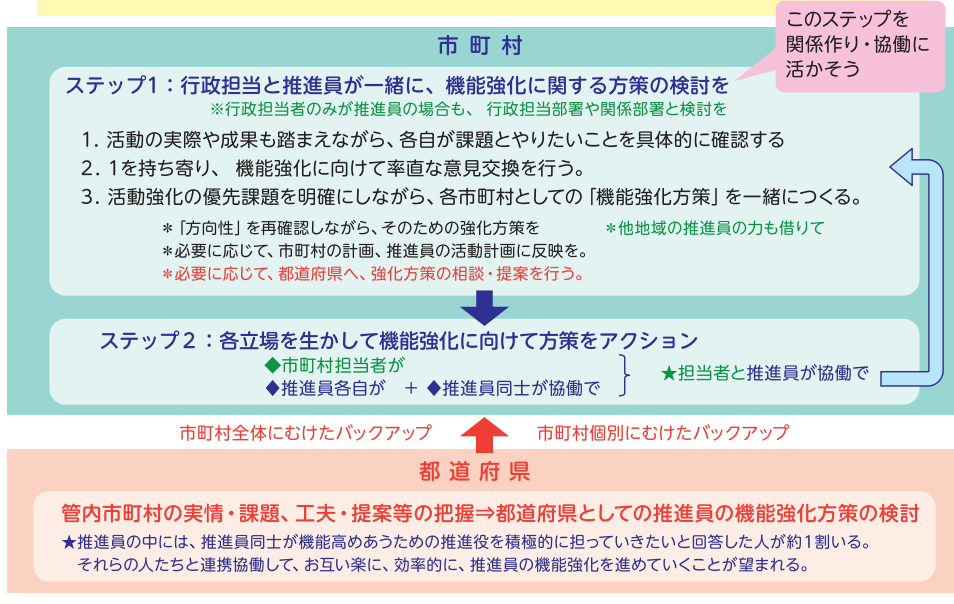 このステップを
関係作り・協働に
活かそう
市町村
ステップ1：行政担当と推進員が一緒に、機能強化に関する方策の検討を
※行政担当者のみが推進員の場合も、 行政担当部署や関係部署と検討を
1. 活動の実際や成果も踏まえながら、各自が課題とやりたいことを具体的に確認する
2. 1を持ち寄り、 機能強化に向けて率直な意見交換を行う。
3. 活動強化の優先課題を明確にしながら、各市町村としての「機能強化方策」を一緒につくる。
＊「方向性」を再確認しながら、そのための強化方策を ＊他地域の推進員の力も借りて
＊必要に応じて、市町村の計画、推進員の活動計画に反映を。
＊必要に応じて、都道府県へ、強化方策の相談・提案を行う。
ステップ2：各立場を生かして機能強化に向けて方策をアクション
◆市町村担当者が
◆推進員各自が ＋ ◆推進員同士が協働で
★担当者と推進員が協働で
市町村全体にむけたバックアップ 市町村個別にむけたバックアップ
都道府県
管内市町村の実情・課題、工夫・提案等の把握⇒都道府県としての推進員の機能強化方策の検討
★推進員の中には、推進員同士が機能高めあうための推進役を積極的に担っていきたいと回答した人が約1割いる。
それらの人たちと連携協働して、お互い楽に、効率的に、推進員の機能強化を進めていくことが望まれる。